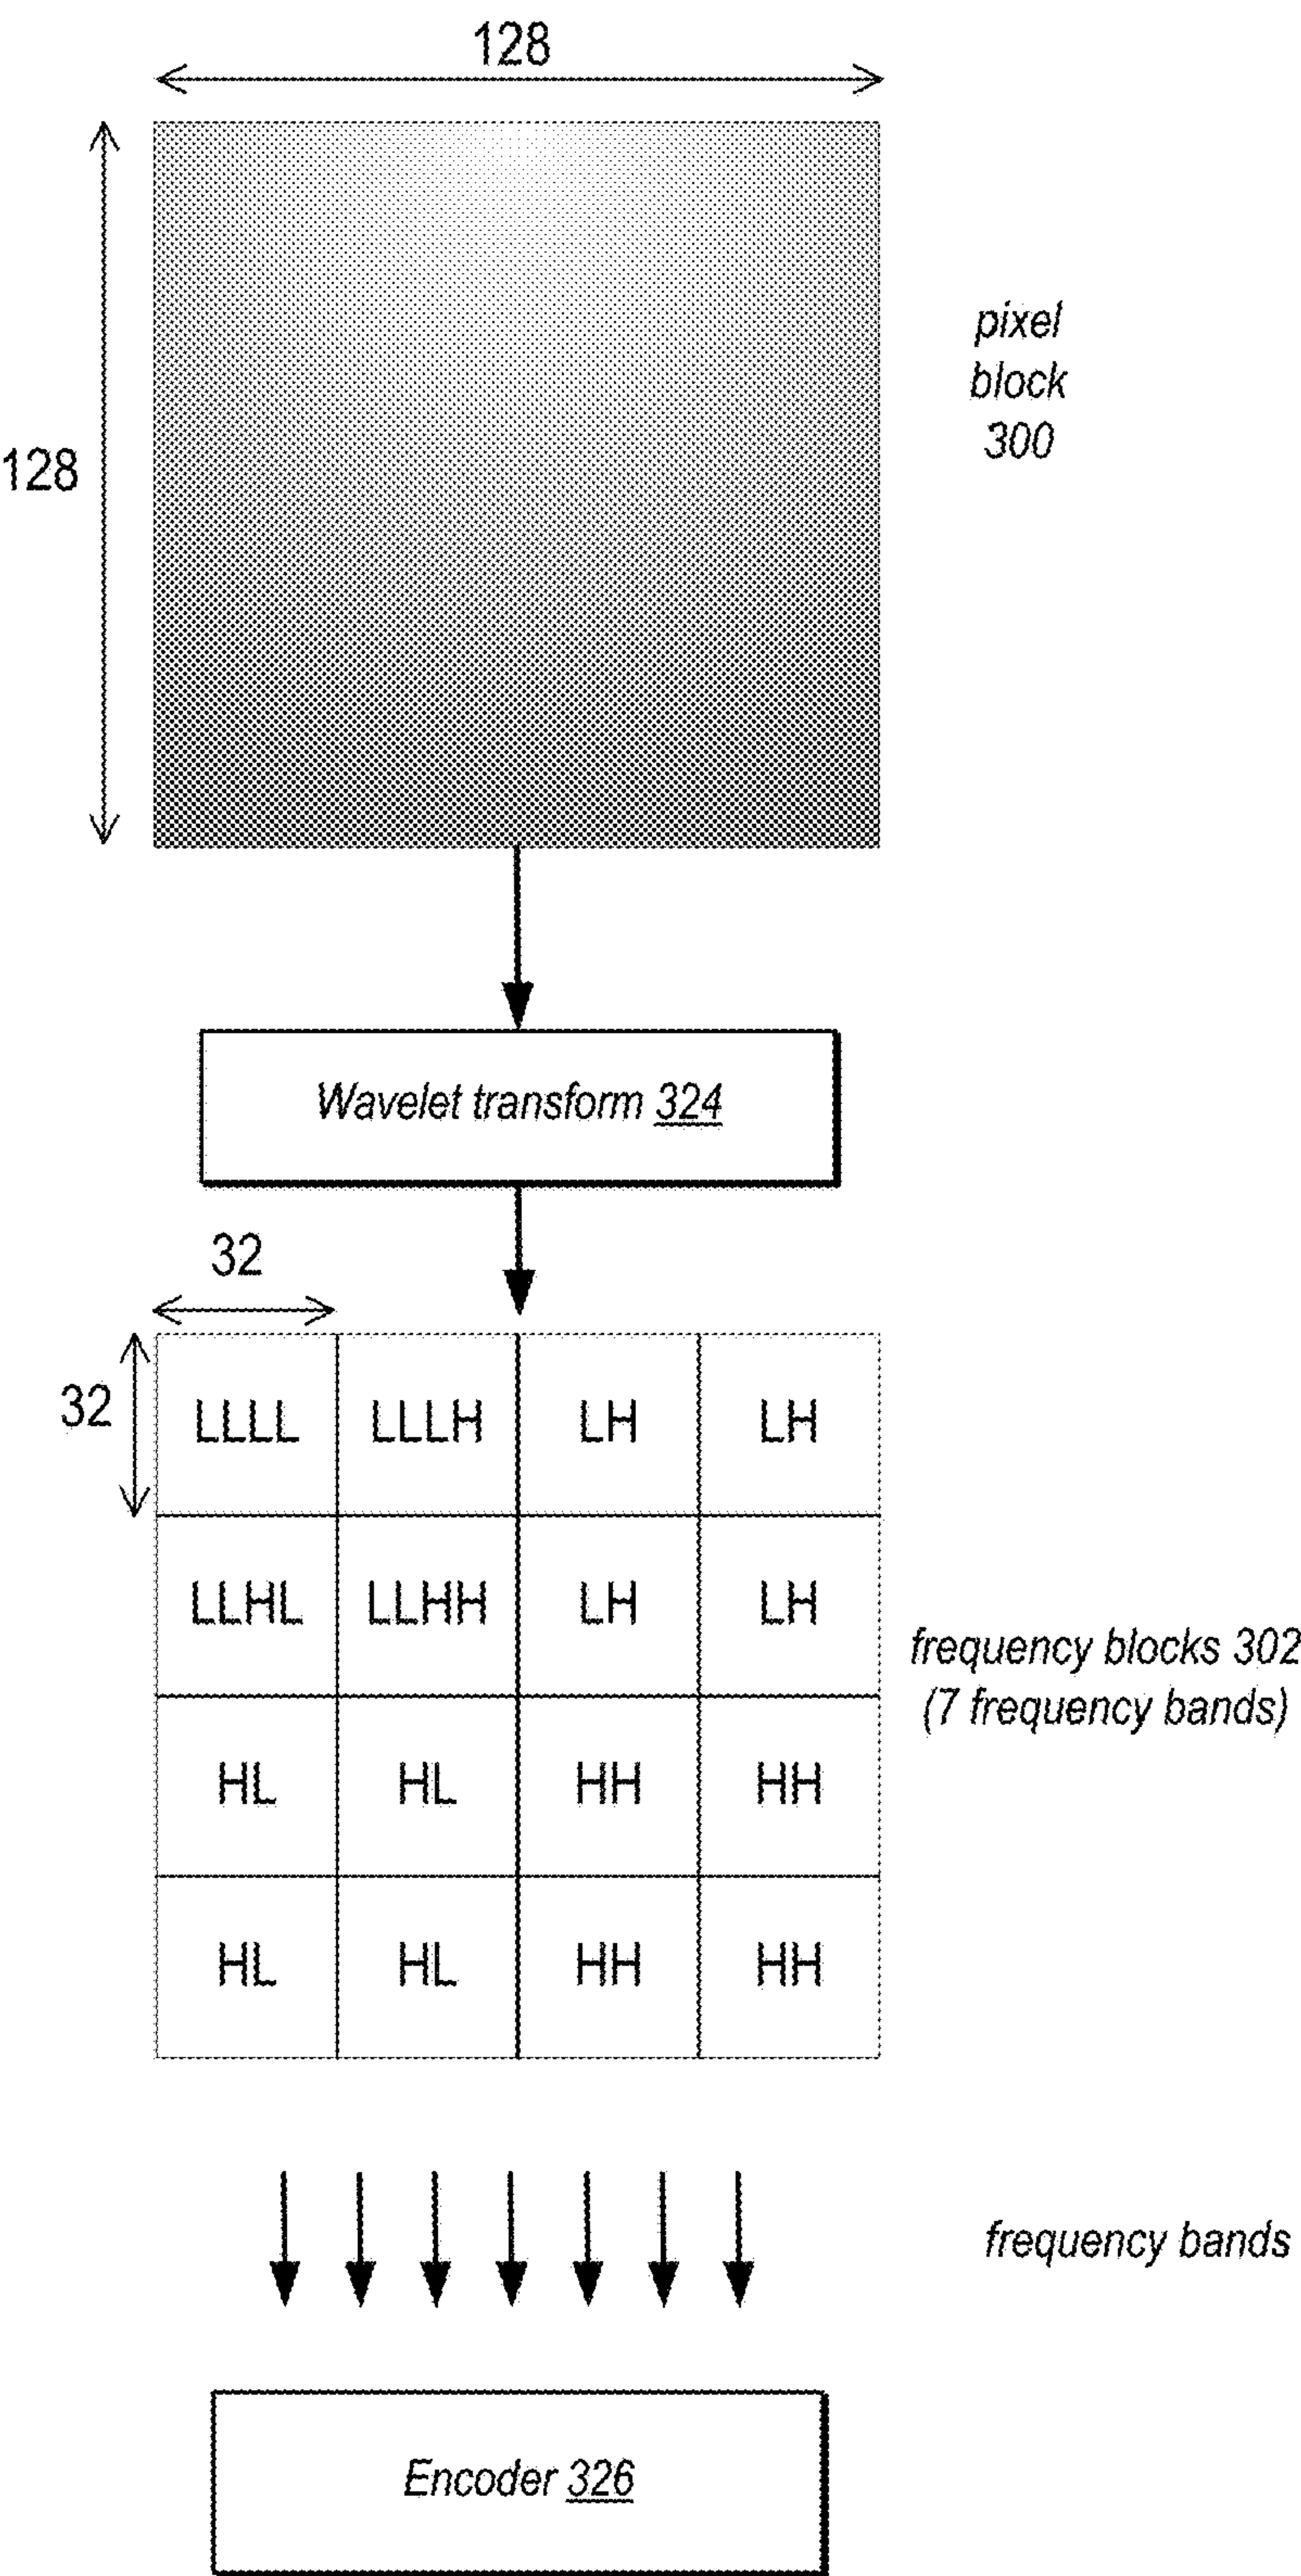 128
128
pixel
block
300
Wavelet transform 324
32
32
LLLL LLLH LH LH
LLHL LLHH LH LH
frequency blocks 302
(7 frequency bands)
HL HL HH HH
HL HL HH HH
frequency bands
Encoder 326